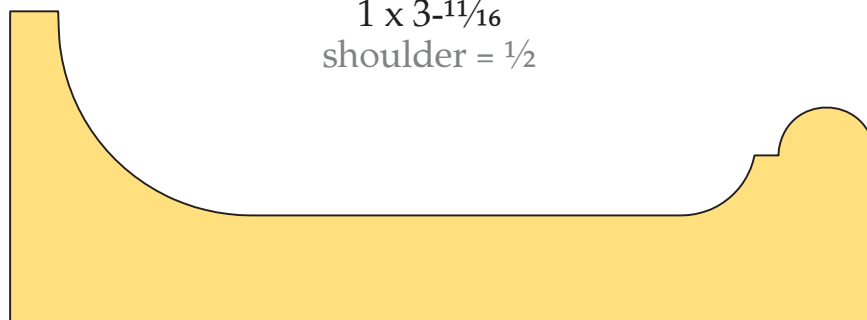 1 x 3-¹¹⁄₁₆
shoulder = ½